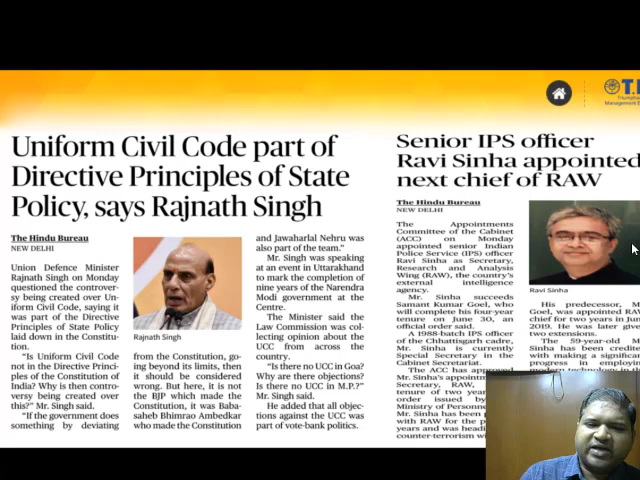 T.I
Triumphant
Management E
Uniform Civil Code part of
Directive Principles of State
Policy, says Rajnath Singh
The Hindu Bureau
NEW DELHI
Union Defence Minister
Rajnath Singh on Monday
questioned the controver-
sy being created over Un-
iform Civil Code, saying it
was part of the Directive
Principles of State Policy
laid down in the Constitu-
tion.
“Is Uniform Civil Code
not in the Directive Princi-
ples of the Constitution of
India? Why is then contro-
versy being created over
this?” Mr. Singh said.
“If the government does
something by deviating
Rajnath Singh
from the Constitution, go-
ing beyond its limits, then
it should be considered
wrong. But here, it is not
the BJP which made the
Constitution, it was Baba-
saheb Bhimrao Ambedkar
who made the Constitution
and Jawaharlal Nehru was
also part of the team.”
Mr. Singh was speaking
at an event in Uttarakhand
to mark the completion of
nine years of the Narendra
Modi government at the
Centre.
The Minister said the
Law Commission was col-
lecting opinion about the
UCC from across the
country.
“Is there no UCC in Goa?
Why are there objections?
Is there no UCC in M.P.?”
Mr. Singh said.
He added that all objec-
tions against the UCC was
part of vote-bank politics.
Senior IPS officer
Ravi Sinha appointed
next chief of RAW
The Hindu Bureau
NEW DELHI
The Appointments
Committee of the Cabinet
(ACC) on Monday
appointed senior Indian
Police Service (IPS) officer
Ravi Sinha as Secretary,
Research and Analysis
Wing (RAW), the country's
external intelligence
agency.
Mr. Sinha succeeds
Samant Kumar Goel, who
will complete his four-year
tenure on June 30, an
official order said.
A 1988-batch IPS officer
of the Chhattisgarh cadre,
Mr. Sinha is currently
Special Secretary in the
Cabinet Secretariat.
The ACC has approved
Mr. Sinha's appointm
Secretary, RAW,
tenure of two year
order issued by
Ministry of Personne
Mr. Sinha has been
with RAW for the p
years and was headi
counter-terrorism wi
Ravi Sinha
His predecessor, M
Goel, was appointed RAW
chief for two years in Jun
2019. He was later give
two extensions.
The 59-year-old M
Sinha has been credite
with making a significan
progress in employin
modern technology in th